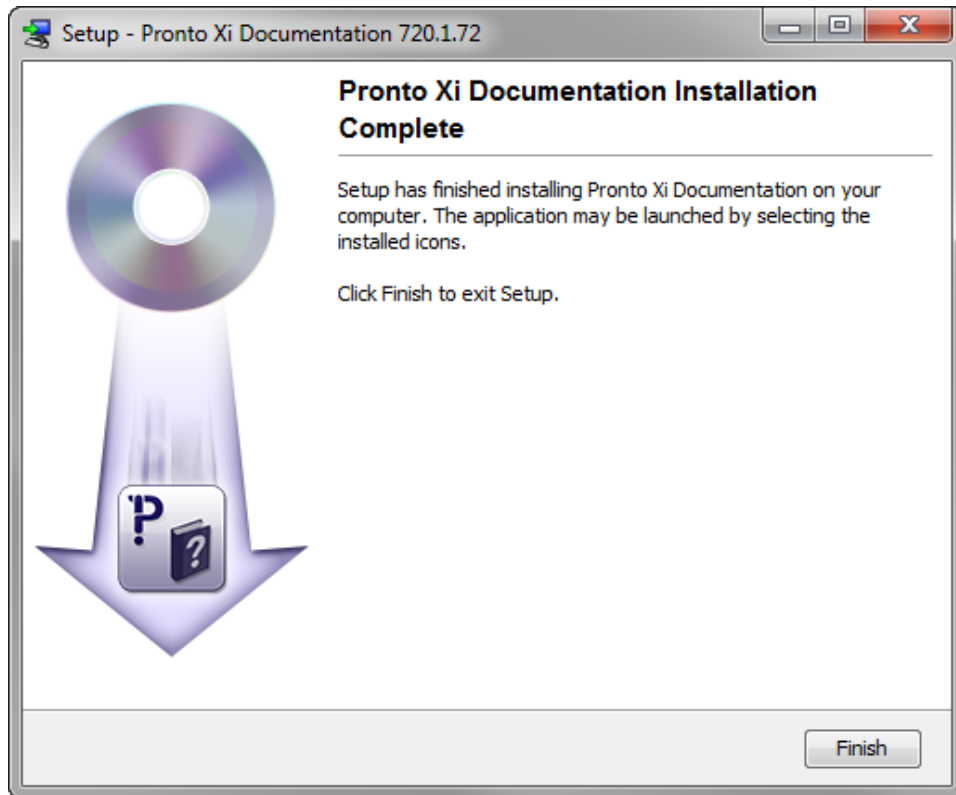 Setup - Pronto Xi Documentation 720.1.72
Pronto Xi Documentation Installation
Complete
Setup has finished installing Pronto Xi Documentation on your
computer. The application may be launched by selecting the
installed icons.
Click Finish to exit Setup.
P
?
Finish